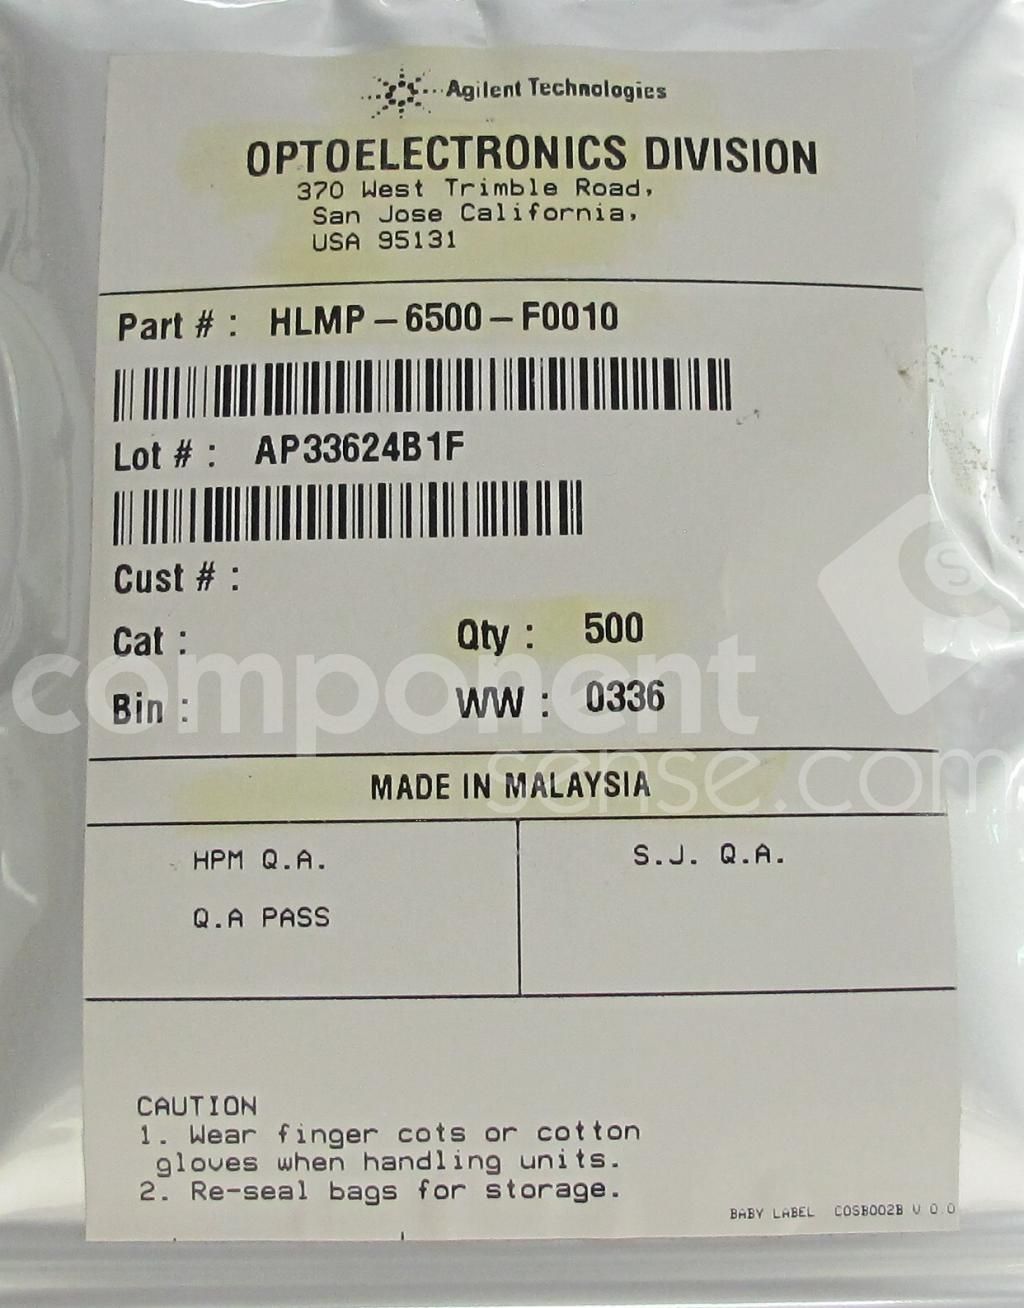 Agilent Technologies
OPTOELECTRONICS DIVISION
370 West Trimble Road,
San Jose California,
USA 95131
Part # : HLMP – 6500 – F0010
Lot # : AP33624B1F
Cust # :
Cat : Qty : 500
Bin : WW : 0336
component
sense.com
S
MADE IN MALAYSIA
HPM Q.A. S.J. Q.A.
Q.A PASS
CAUTION
1. Wear finger cots or cotton
gloves when handling units.
2. Re-seal bags for storage.
BABY LABEL COSB002B V 0.0